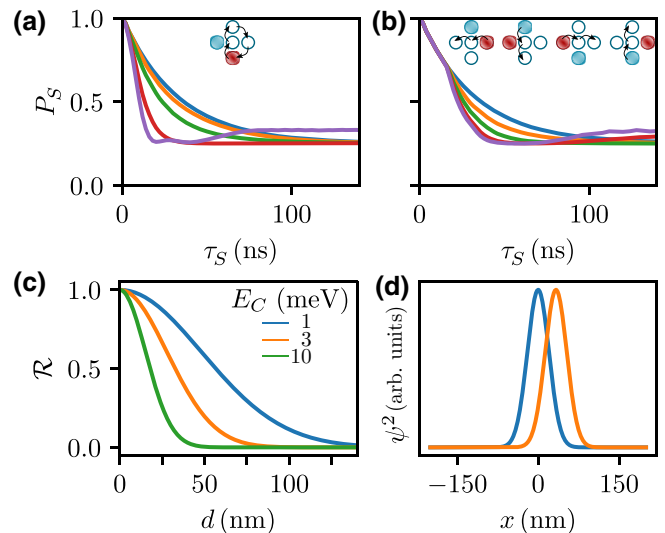 (a)
(b)
1.0
0.5
0.0
P_S
0
100
τ_S (ns)
0
100
τ_S (ns)
(c)
E_C (meV)
1
3
10
1.0
0.5
0.0
ℛ
0
50
100
d (nm)
(d)
ψ² (arb. units)
−150
0
150
x (nm)